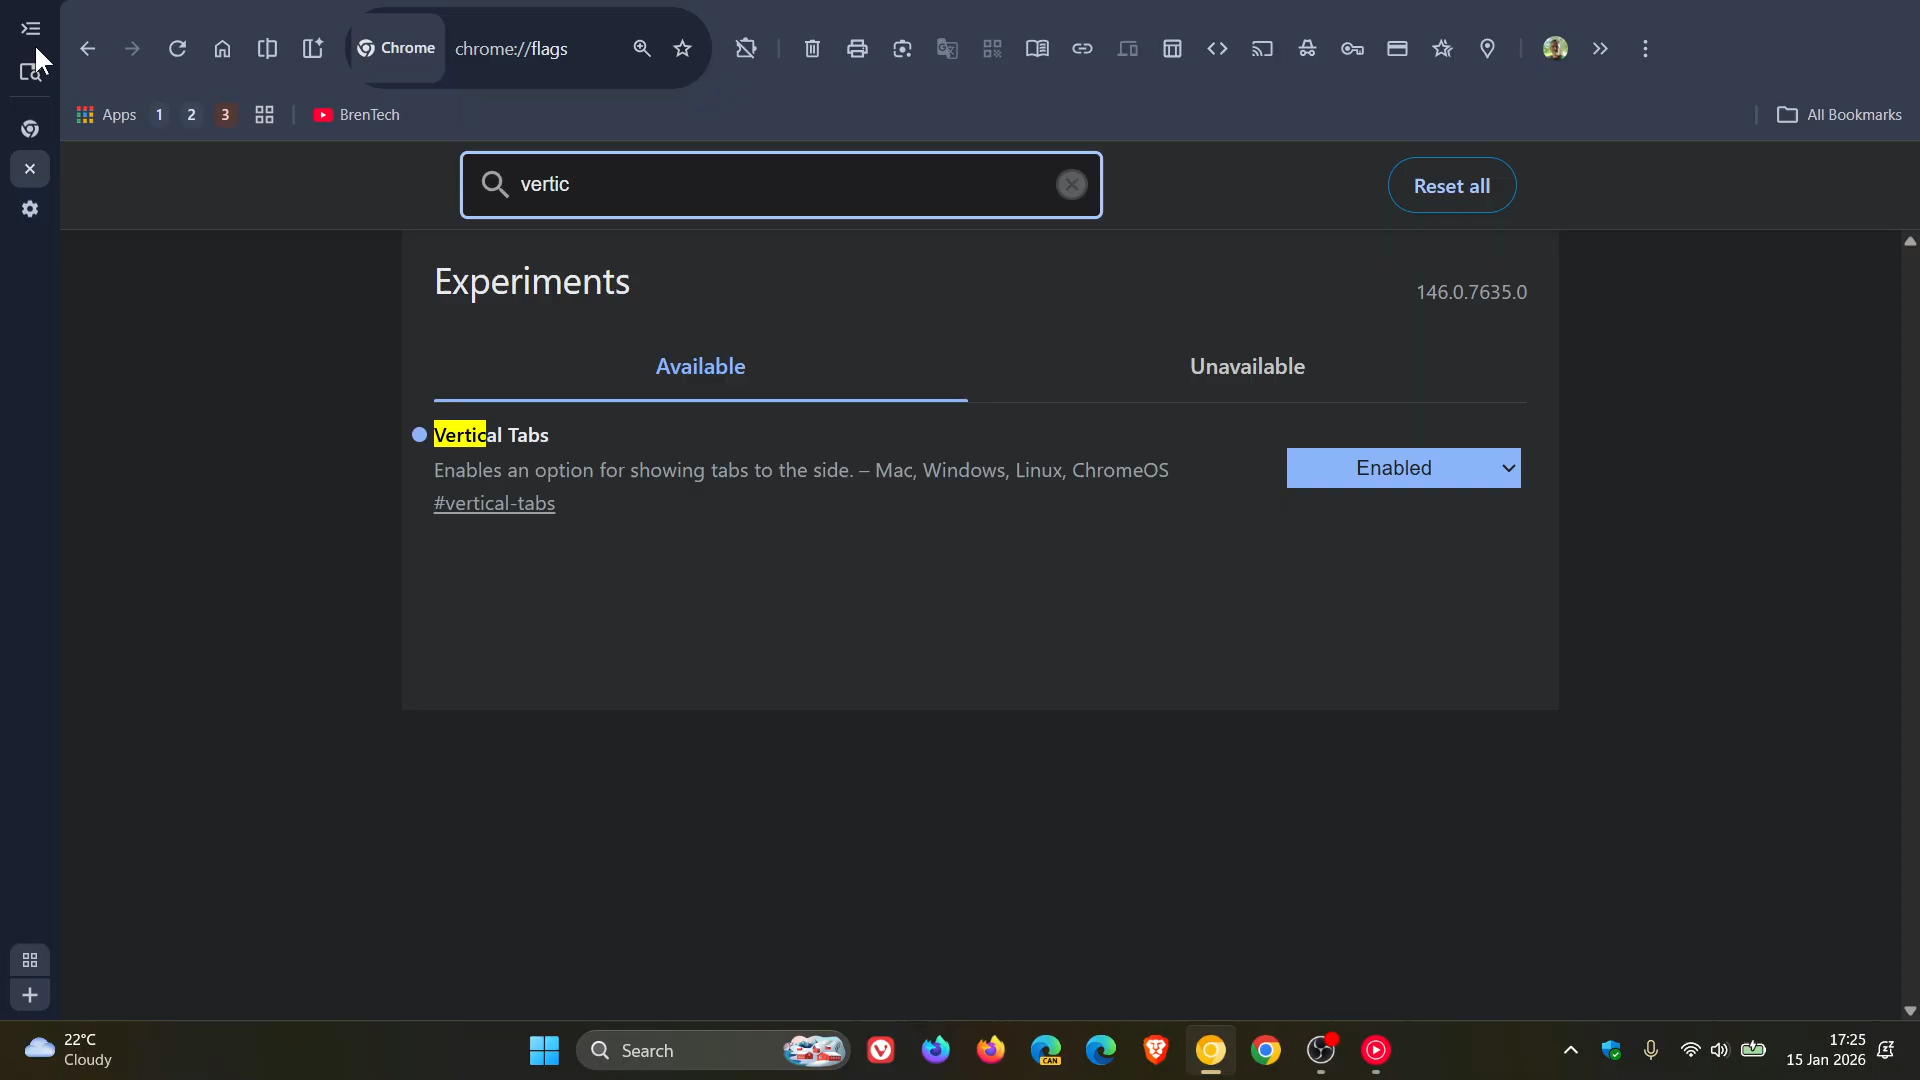 Chrome chrome://flags
Apps 1 2 3 BrenTech All Bookmarks
vertic
Reset all
Experiments
146.0.7635.0
Available Unavailable
Vertical Tabs
Enables an option for showing tabs to the side. – Mac, Windows, Linux, ChromeOS
Enabled
#vertical-tabs
22°C
Cloudy
Search
CAN
17:25
15 Jan 2026